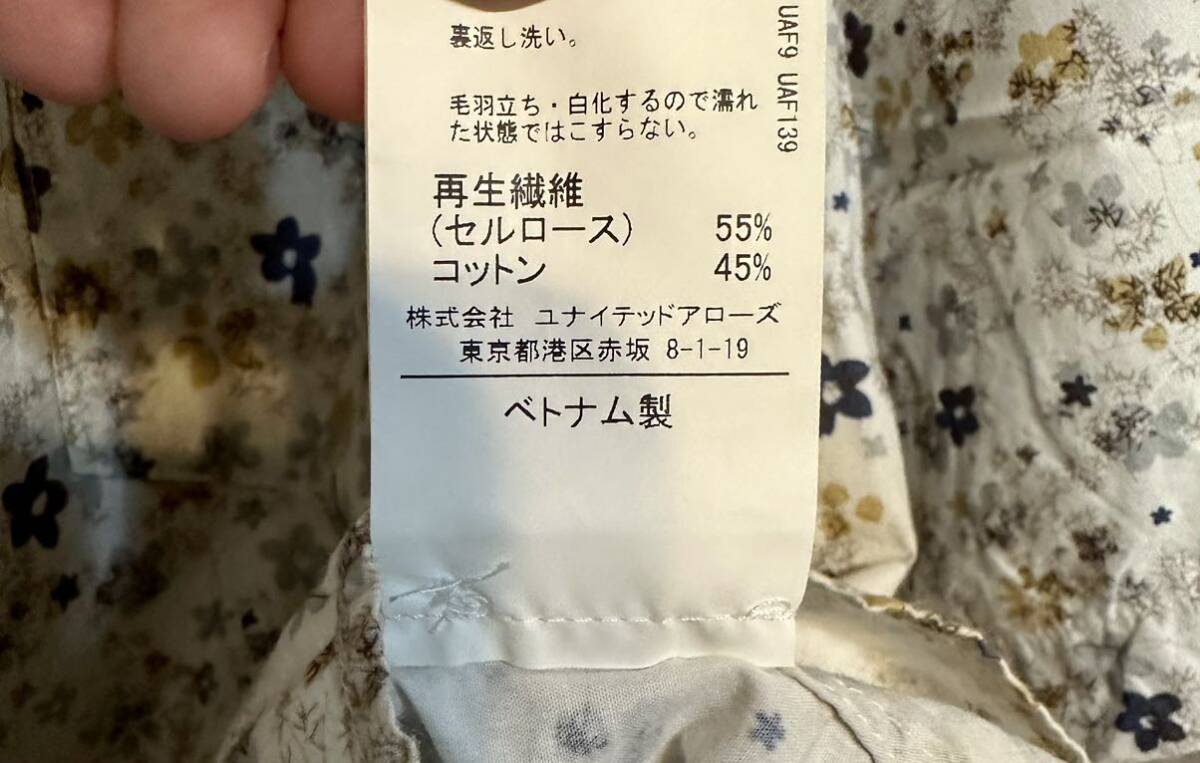 裏返し洗い。
毛羽立ち・白化するので濡れ
た状態ではこすらない。
再生繊維
(セルロース) 55%
コットン 45%
株式会社 ユナイテッドアローズ
東京都港区赤坂 8-1-19
ベトナム製
UAF9 UAF139